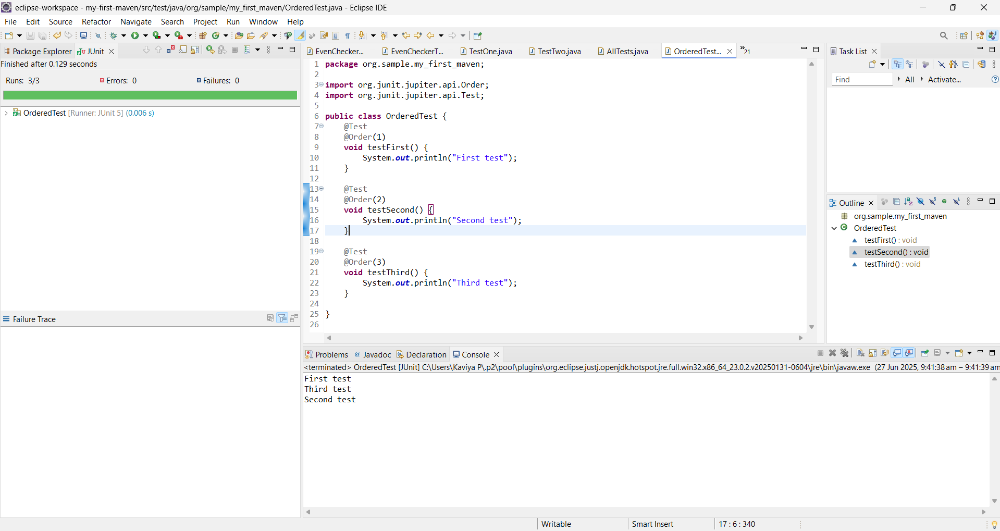 eclipse-workspace - my-first-maven/src/test/java/org/sample/my_first_maven/OrderedTest.java - Eclipse IDE
File Edit Source Refactor Navigate Search Project Run Window Help
Package Explorer JUnit
Finished after 0.129 seconds
Runs: 3/3 Errors: 0 Failures: 0
OrderedTest [Runner: JUnit 5] (0.006 s)
Failure Trace
EvenChecker... EvenCheckerT... TestOne.java TestTwo.java AllTests.java OrderedTest... 21
1 package org.sample.my_first_maven;
2
3 import org.junit.jupiter.api.Order;
4 import org.junit.jupiter.api.Test;
5
6 public class OrderedTest {
7 @Test
8 @Order(1)
9 void testFirst() {
10 System.out.println("First test");
11 }
12
13 @Test
14 @Order(2)
15 void testSecond() {
16 System.out.println("Second test");
17 }
18
19 @Test
20 @Order(3)
21 void testThird() {
22 System.out.println("Third test");
23 }
24
25 }
26
Task List
Find All Activate...
Outline
org.sample.my_first_maven
OrderedTest
testFirst() : void
testSecond() : void
testThird() : void
Problems Javadoc Declaration Console
<terminated> OrderedTest [JUnit] C:\Users\Kaviya P\.p2\pool\plugins\org.eclipse.justj.openjdk.hotspot.jre.full.win32.x86_64_23.0.2.v20250131-0604\jre\bin\javaw.exe (27 Jun 2025, 9:41:38 am – 9:41:39 am
First test
Third test
Second test
Writable Smart Insert 17 : 6 : 340